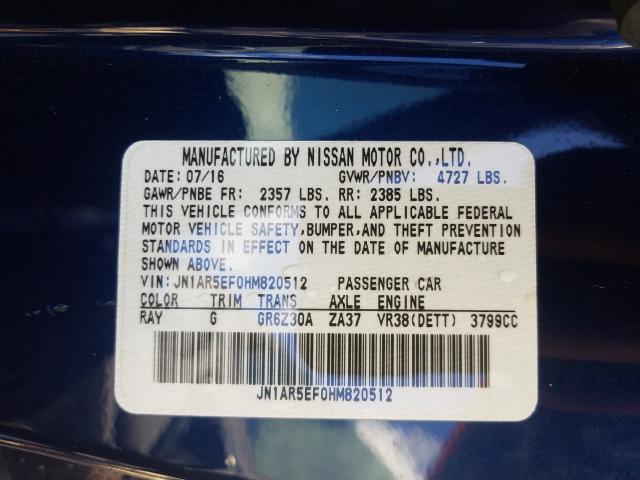 MANUFACTURED BY NISSAN MOTOR CO.,LTD.
DATE: 07/16 GVWR/PNBV: 4727 LBS.
GAWR/PNBE FR: 2357 LBS. RR: 2385 LBS.
THIS VEHICLE CONFORMS TO ALL APPLICABLE FEDERAL
MOTOR VEHICLE SAFETY,BUMPER,AND THEFT PREVENTION
STANDARDS IN EFFECT ON THE DATE OF MANUFACTURE
SHOWN ABOVE.
VIN: JN1AR5EF0HM820512 PASSENGER CAR
COLOR TRIM TRANS AXLE ENGINE
RAY G GR6Z30A ZA37 VR38(DETT) 3799CC
JN1AR5EF0HM820512